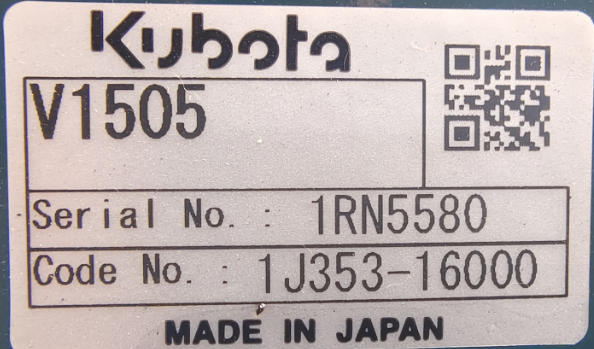 Kubota
V1505
Serial No. : 1RN5580
Code No. : 1J353-16000
MADE IN JAPAN